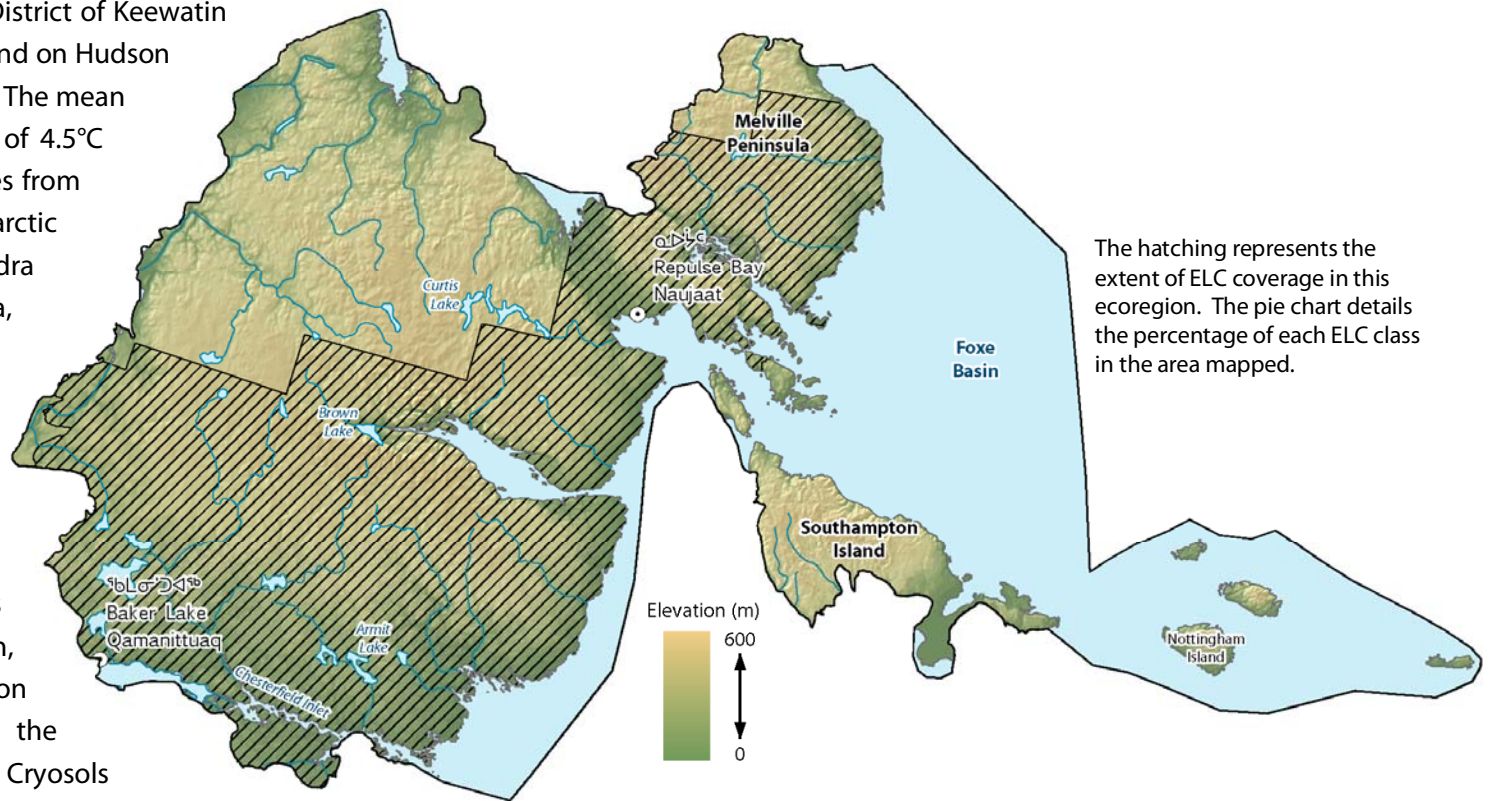 District of Keewatin
nd on Hudson
The mean
of 4.5°C
es from
arctic
dra
a,
n,
on
the
Cryosols
Melville
Peninsula
ᓇᐅᔮᑦ
Repulse Bay
Naujaat
Curtis
Lake
Foxe
Basin
The hatching represents the
extent of ELC coverage in this
ecoregion. The pie chart details
the percentage of each ELC class
in the area mapped.
Brown
Lake
Southampton
Island
ᖃᒪᓂᑦᑐᐊᖅ
Baker Lake
Qamanittuaq
Armit
Lake
Chesterfield Inlet
Elevation (m)
600
0
Nottingham
Island